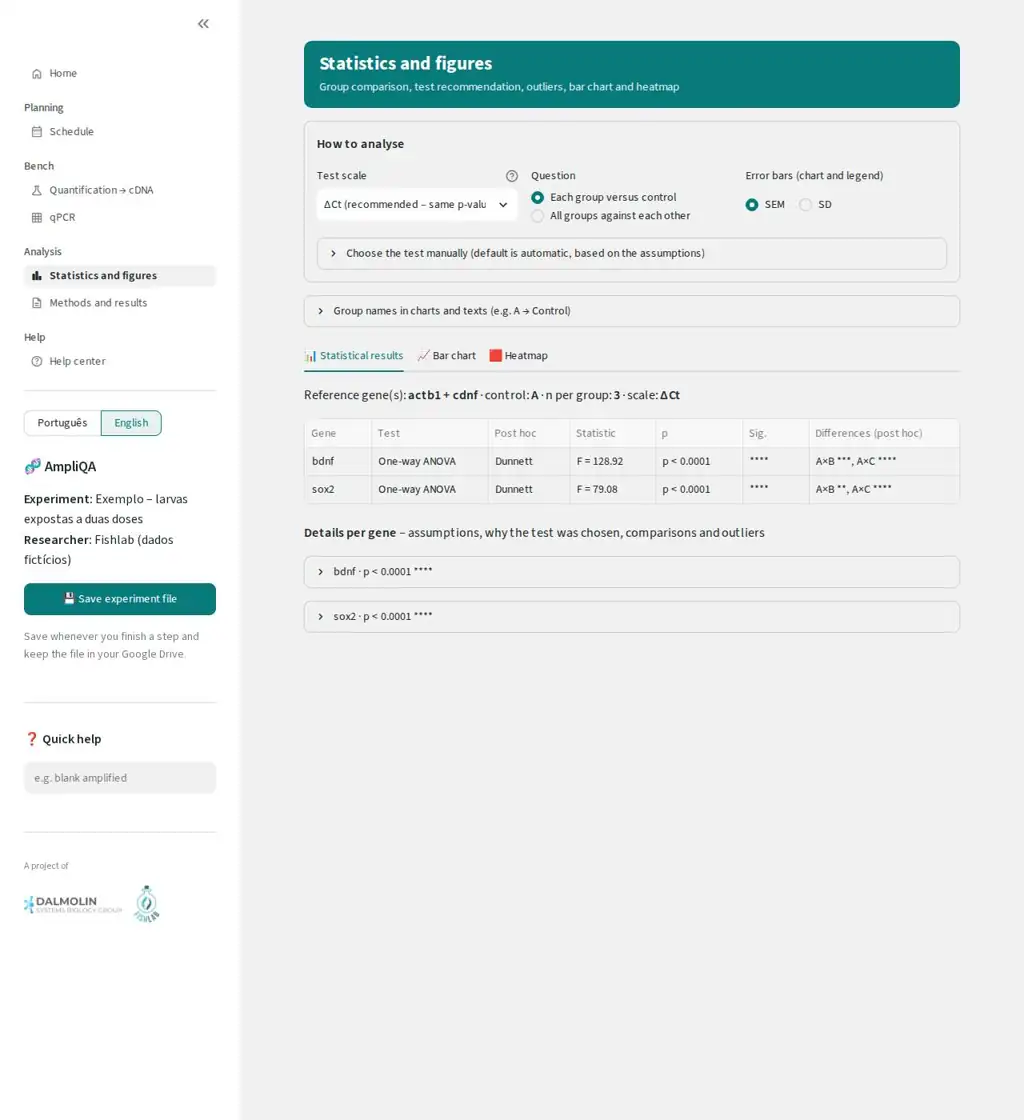 Home
Planning
Schedule
Bench
Quantification → cDNA
qPCR
Analysis
Statistics and figures
Methods and results
Help
Help center
Português English
🧬 AmpliQA
Experiment: Exemplo – larvas
expostas a duas doses
Researcher: Fishlab (dados
fictícios)
💾 Save experiment file
Save whenever you finish a step and
keep the file in your Google Drive.
❓ Quick help
e.g. blank amplified
A project of
DALMOLIN
SYSTEMS BIOLOGY GROUP
FISHLAB
Statistics and figures
Group comparison, test recommendation, outliers, bar chart and heatmap
How to analyse
Test scale
ΔCt (recommended – same p-valu
Question
Each group versus control
All groups against each other
Error bars (chart and legend)
SEM SD
Choose the test manually (default is automatic, based on the assumptions)
Group names in charts and texts (e.g. A → Control)
📊 Statistical results 📈 Bar chart 🟥 Heatmap
Reference gene(s): actb1 + cdnf · control: A · n per group: 3 · scale: ΔCt
Gene Test Post hoc Statistic p Sig. Differences (post hoc)
bdnf One-way ANOVA Dunnett F = 128.92 p < 0.0001 **** A×B ***, A×C ****
sox2 One-way ANOVA Dunnett F = 79.08 p < 0.0001 **** A×B **, A×C ****
Details per gene – assumptions, why the test was chosen, comparisons and outliers
bdnf · p < 0.0001 ****
sox2 · p < 0.0001 ****